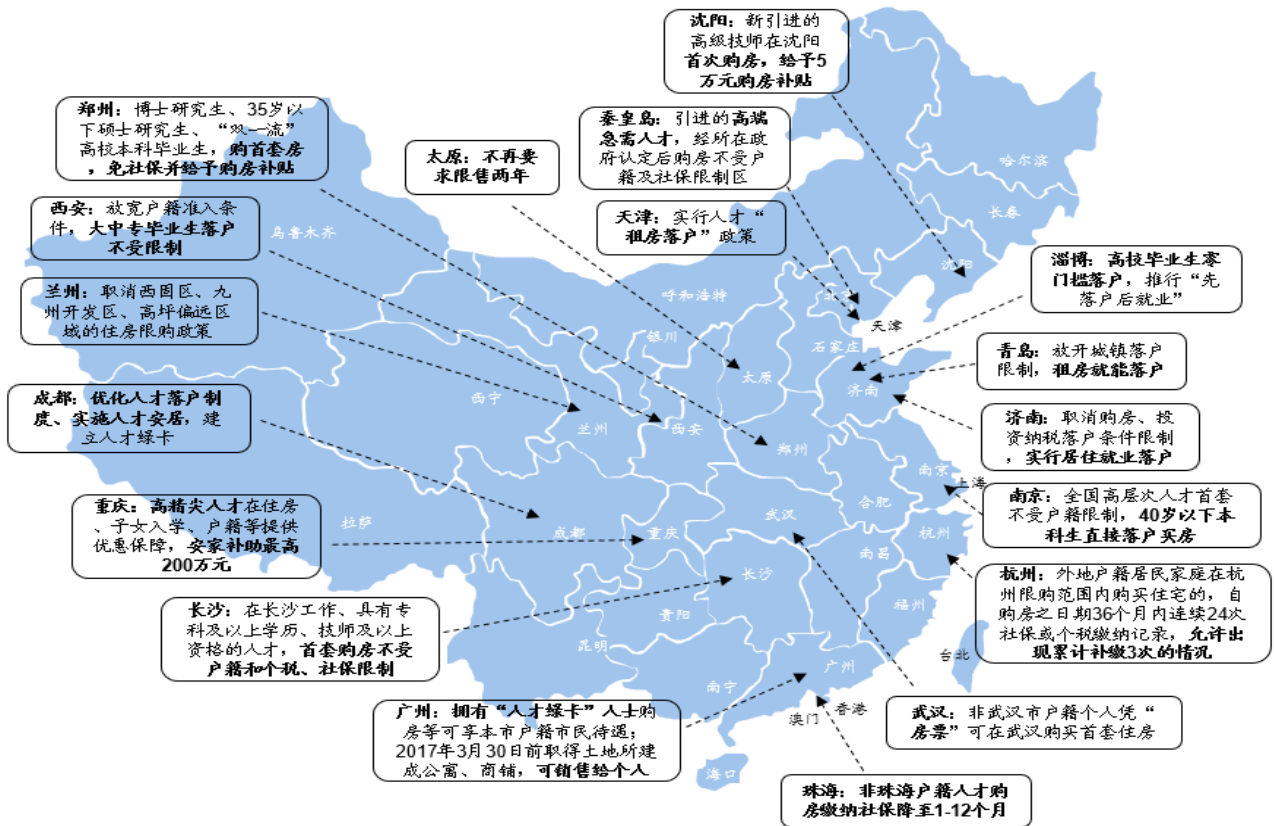 沈阳：新引进的
高级技师在沈阳
首次购房，给予5
万元购房补贴
郑州：博士研究生、35岁以
下硕士研究生、“双一流”
高校本科毕业生，购首套房
，免社保并给予购房补贴
太原：不再要
求限售两年
秦皇岛：引进的高端
急需人才，经所在政
府认定后购房不受户
籍及社保限制区
西安：放宽户籍准入条
件，大中专毕业生落户
不受限制
天津：实行人才“
租房落户”政策
兰州：取消西固区、九
州开发区、高坪偏远区
域的住房限购政策
淄博：高校毕业生零
门槛落户，推行“先
落户后就业”
青岛：放开城镇落户
限制，租房就能落户
成都：优化人才落户制
度、实施人才安居，建
立人才绿卡
济南：取消购房、投
资纳税落户条件限制
，实行居住就业落户
重庆：高精尖人才在住房
、子女入学、户籍等提供
优惠保障，安家补助最高
200万元
南京：全国高层次人才首套
不受户籍限制，40岁以下本
科生直接落户买房
长沙：在长沙工作、具有专
科及以上学历、技师及以上
资格的人才，首套购房不受
户籍和个税、社保限制
杭州：外地户籍居民家庭在杭
州限购范围内购买住宅的，自
购房之日期36个月内连续24次
社保或个税缴纳记录，允许出
现累计补缴3次的情况
广州：拥有“人才绿卡”人士购
房等可享本市户籍市民待遇；
2017年3月30日前取得土地所建
成公寓、商铺，可销售给个人
武汉：非武汉市户籍个人凭“
房票”可在武汉购买首套住房
珠海：非珠海户籍人才购
房缴纳社保降至1-12个月
哈尔滨
长春
沈阳
乌鲁木齐
呼和浩特
北京
天津
石家庄
银川
太原
济南
西宁
兰州
西安
郑州
南京
上海
合肥
拉萨
成都
重庆
武汉
杭州
南昌
长沙
福州
贵阳
昆明
台北
南宁
广州
澳门
香港
海口